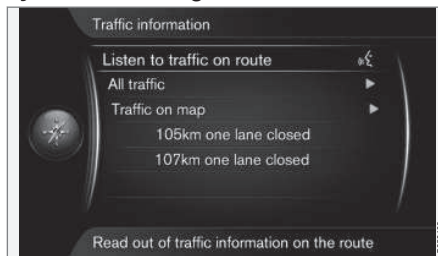 Traffic information
Listen to traffic on route
All traffic
Traffic on map
105km one lane closed
107km one lane closed
Read out of traffic information on the route